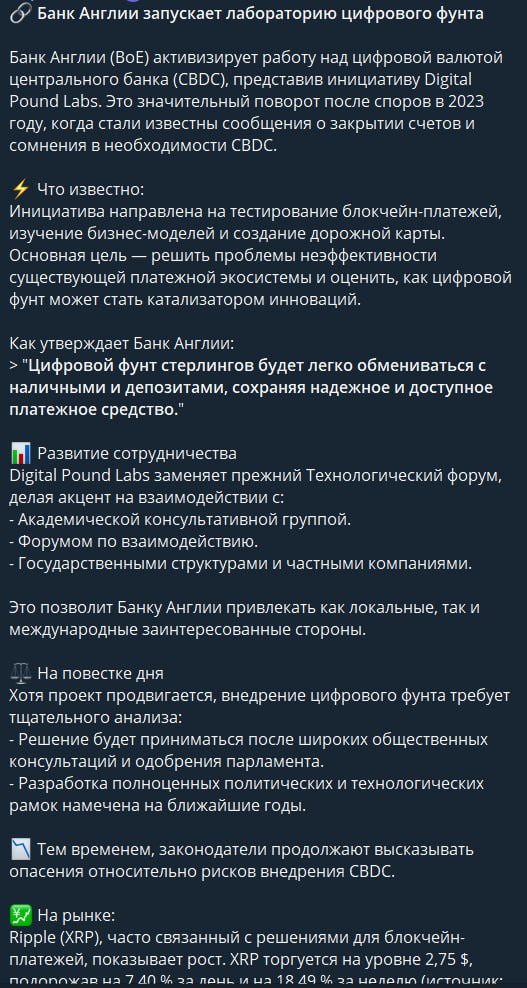 🔗 Банк Англии запускает лабораторию цифрового фунта
Банк Англии (BoE) активизирует работу над цифровой валютой
центрального банка (CBDC), представив инициативу Digital
Pound Labs. Это значительный поворот после споров в 2023
году, когда стали известны сообщения о закрытии счетов и
сомнения в необходимости CBDC.
⚡ Что известно:
Инициатива направлена на тестирование блокчейн-платежей,
изучение бизнес-моделей и создание дорожной карты.
Основная цель — решить проблемы неэффективности
существующей платежной экосистемы и оценить, как цифровой
фунт может стать катализатором инноваций.
Как утверждает Банк Англии:
> "Цифровой фунт стерлингов будет легко обмениваться с
наличными и депозитами, сохраняя надежное и доступное
платежное средство."
📊 Развитие сотрудничества
Digital Pound Labs заменяет прежний Технологический форум,
делая акцент на взаимодействии с:
- Академической консультативной группой.
- Форумом по взаимодействию.
- Государственными структурами и частными компаниями.
Это позволит Банку Англии привлекать как локальные, так и
международные заинтересованные стороны.
⚖️ На повестке дня
Хотя проект продвигается, внедрение цифрового фунта требует
тщательного анализа:
- Решение будет приниматься после широких общественных
консультаций и одобрения парламента.
- Разработка полноценных политических и технологических
рамок намечена на ближайшие годы.
📉 Тем временем, законодатели продолжают высказывать
опасения относительно рисков внедрения CBDC.
💹 На рынке:
Ripple (XRP), часто связанный с решениями для блокчейн-
платежей, показывает рост. XRP торгуется на уровне 2,75 $,
подорожав на 7,40 % за день и на 18,49 % за неделю (источник: